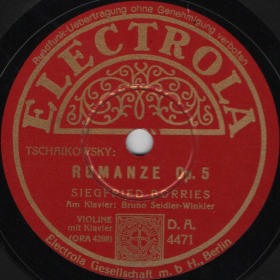 Rundfunk-Uebertragung ohne Genehmigung verboten
ELECTROLA
TSCHAIKOWSKY:
ROMANZE Op. 5
SIEGFRIED BORRIES
Am Klavier: Bruno Seidler-Winkler
VIOLINE
mit Klavier
(ORA 4288)
D. A.
4471
Electrola Gesellschaft m. b H. Berlin